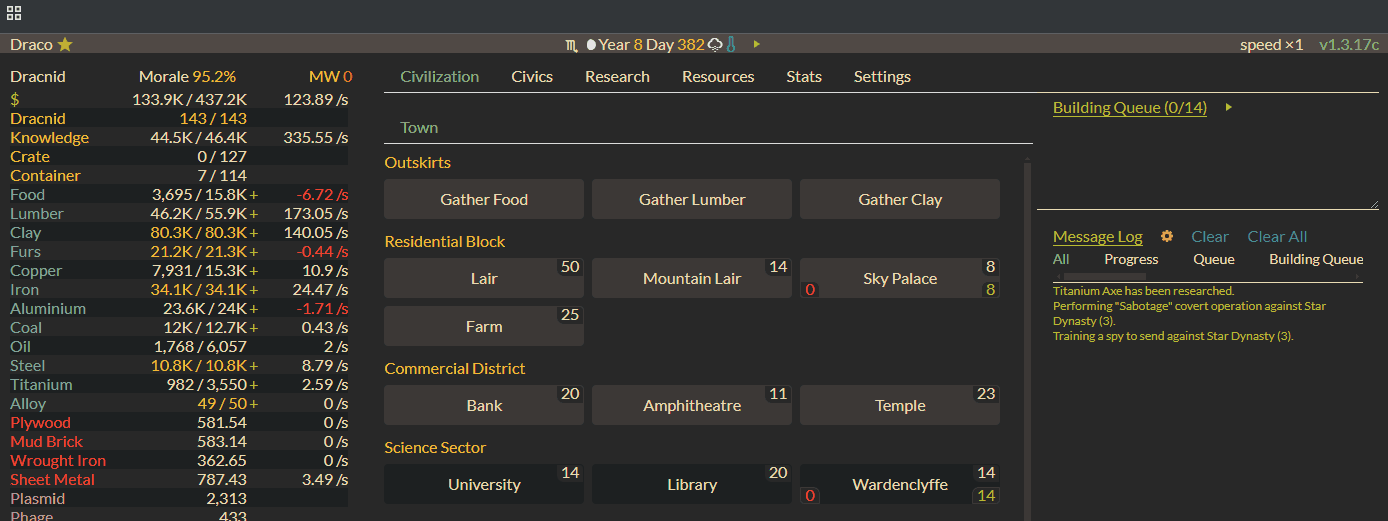 Draco
Year 8 Day 382
speed ×1 v1.3.17c
Dracnid Morale 95.2% MW 0
$ 133.9K / 437.2K 123.89 /s
Dracnid 143 / 143
Knowledge 44.5K / 46.4K 335.55 /s
Crate 0 / 127
Container 7 / 114
Food 3,695 / 15.8K + -6.72 /s
Lumber 46.2K / 55.9K + 173.05 /s
Clay 80.3K / 80.3K + 140.05 /s
Furs 21.2K / 21.3K + -0.44 /s
Copper 7,931 / 15.3K + 10.9 /s
Iron 34.1K / 34.1K + 24.47 /s
Aluminium 23.6K / 24K + -1.71 /s
Coal 12K / 12.7K + 0.43 /s
Oil 1,768 / 6,057 2 /s
Steel 10.8K / 10.8K + 8.79 /s
Titanium 982 / 3,550 + 2.59 /s
Alloy 49 / 50 + 0 /s
Plywood 581.54 0 /s
Mud Brick 583.14 0 /s
Wrought Iron 362.65 0 /s
Sheet Metal 787.43 3.49 /s
Plasmid 2,313
Phage 433
Civilization Civics Research Resources Stats Settings
Town
Outskirts
Gather Food Gather Lumber Gather Clay
Residential Block
Lair 50 Mountain Lair 14 Sky Palace 8
0 8
Farm 25
Commercial District
Bank 20 Amphitheatre 11 Temple 23
Science Sector
University 14 Library 20 Wardenclyffe 14
0 14
Building Queue (0/14)
Message Log Clear Clear All
All Progress Queue Building Queue
Titanium Axe has been researched.
Performing "Sabotage" covert operation against Star
Dynasty (3).
Training a spy to send against Star Dynasty (3).